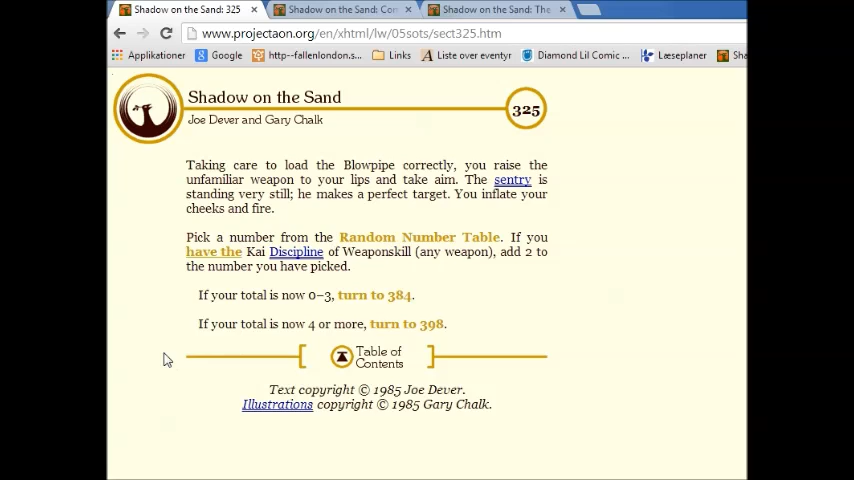 Shadow on the Sand: 325
Shadow on the Sand: Cor
Shadow on the Sand: The
www.projectaon.org/en/xhtml/lw/05sots/sect325.htm
Applikationer Google http--fallenlondon.s... Links Liste over eventyr Diamond Lil Comic ... Læseplaner Sha
Shadow on the Sand
325
Joe Dever and Gary Chalk
Taking care to load the Blowpipe correctly, you raise the
unfamiliar weapon to your lips and take aim. The sentry is
standing very still; he makes a perfect target. You inflate your
cheeks and fire.
Pick a number from the Random Number Table. If you
have the Kai Discipline of Weaponskill (any weapon), add 2 to
the number you have picked.
If your total is now 0–3, turn to 384.
If your total is now 4 or more, turn to 398.
Table of
Contents
Text copyright © 1985 Joe Dever.
Illustrations copyright © 1985 Gary Chalk.